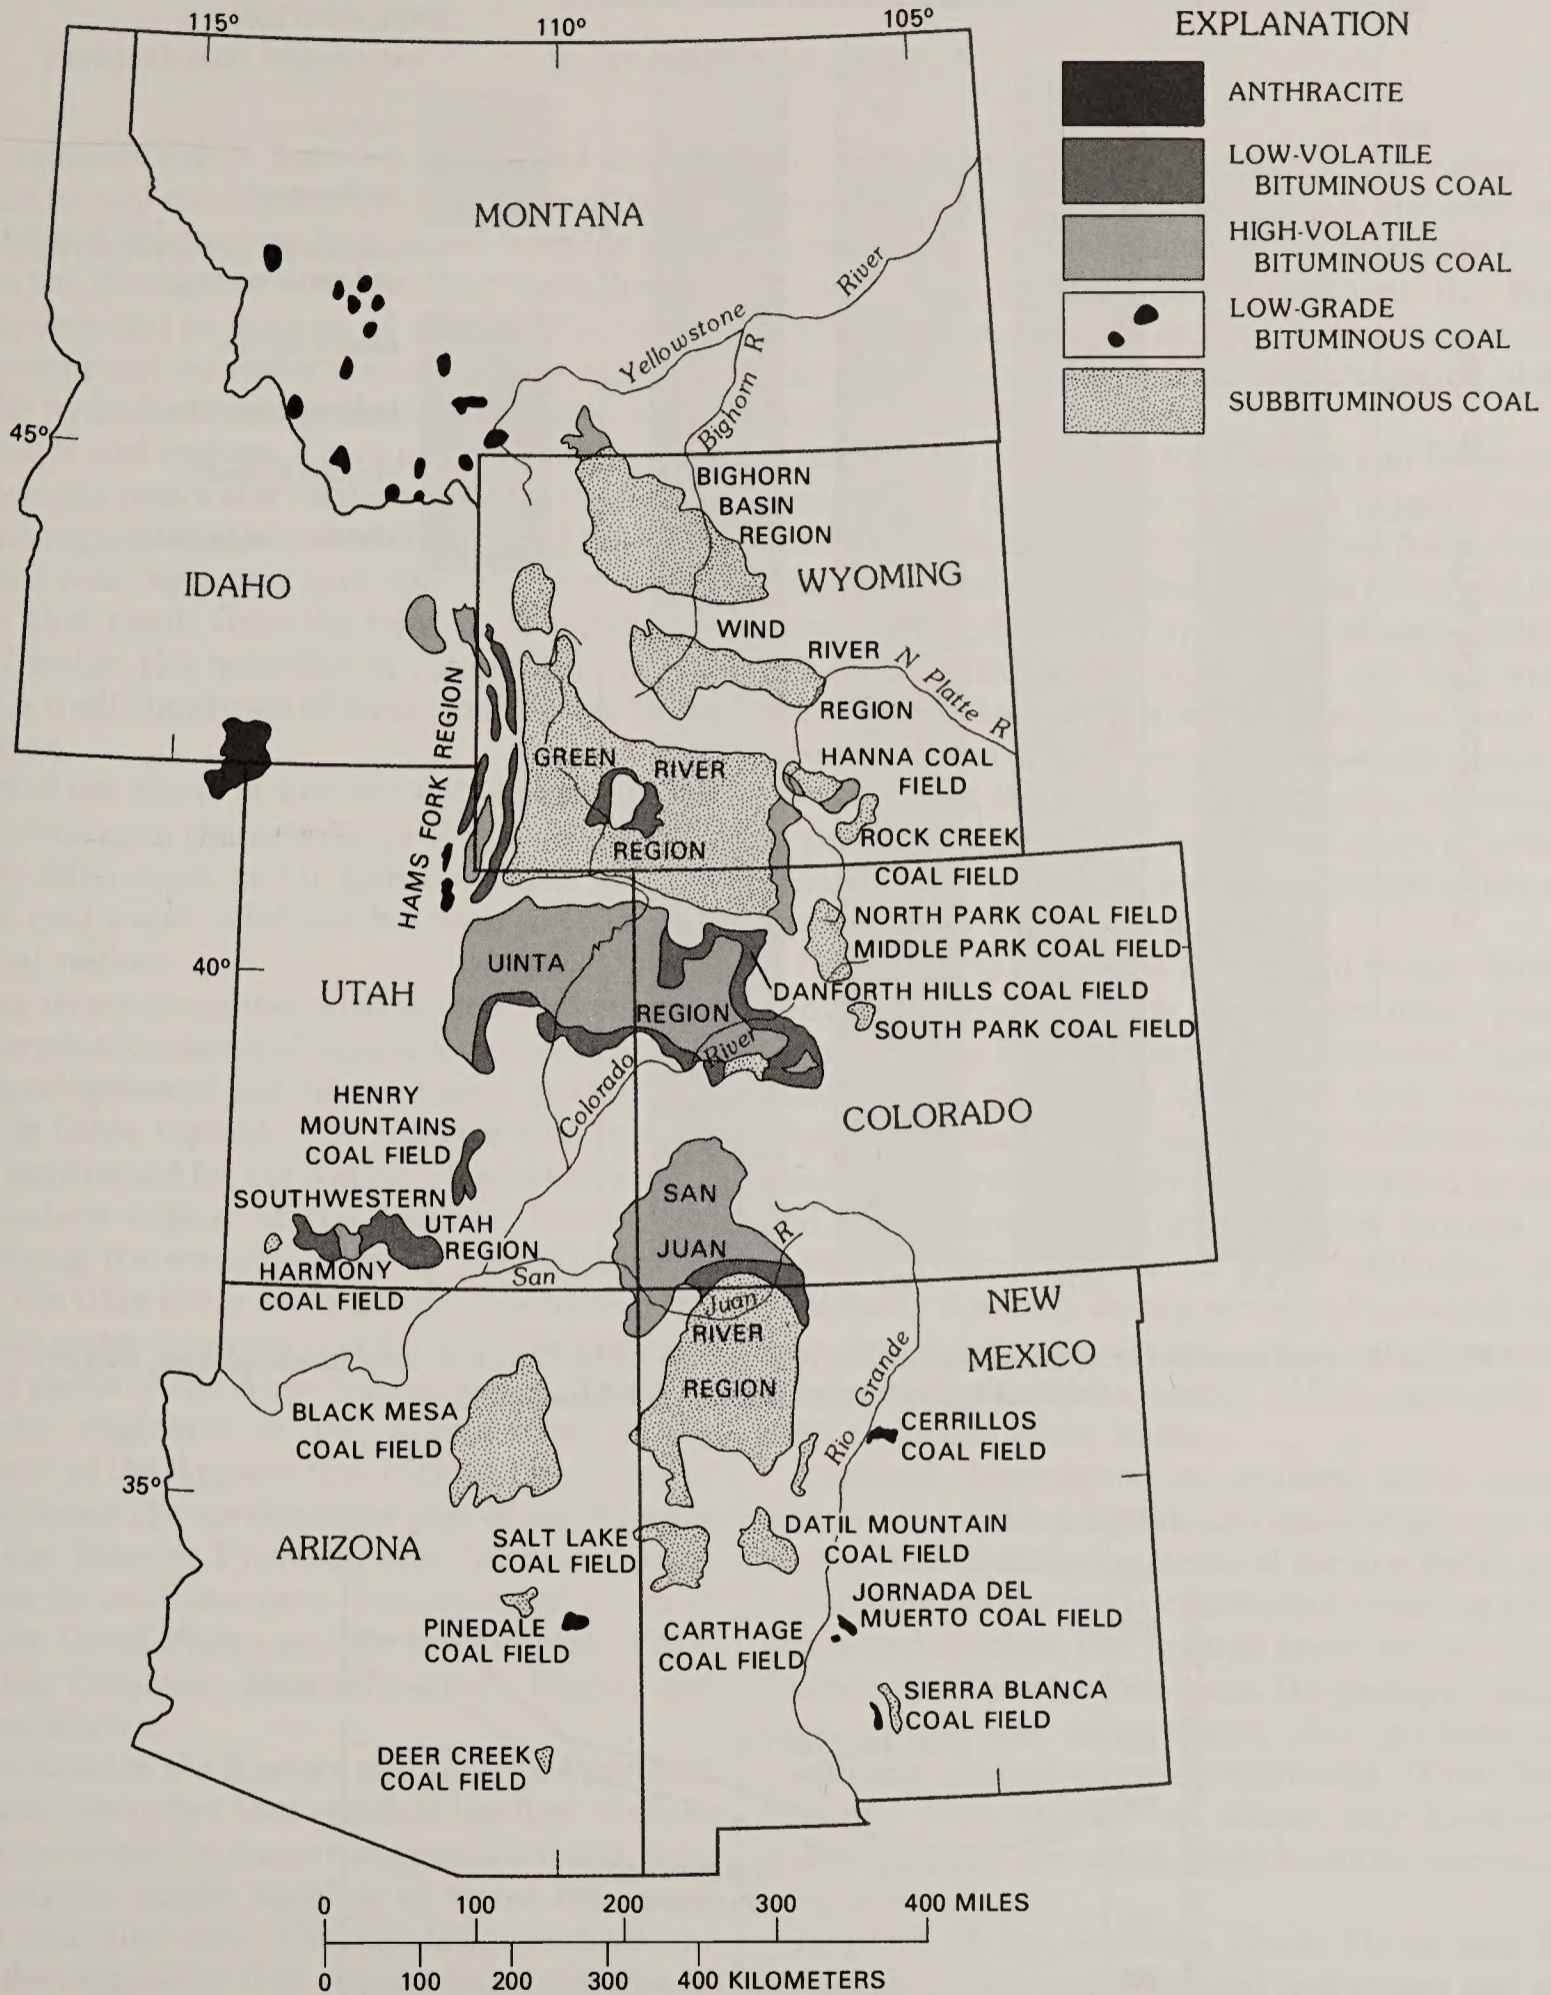 115°
110°
105°
EXPLANATION
ANTHRACITE
LOW-VOLATILE
BITUMINOUS COAL
HIGH-VOLATILE
BITUMINOUS COAL
LOW-GRADE
BITUMINOUS COAL
SUBBITUMINOUS COAL
MONTANA
Yellowstone
River
Bighorn R
45°
BIGHORN
BASIN
REGION
IDAHO
WYOMING
WIND
RIVER
REGION
N Platte R
HAMS FORK REGION
GREEN
RIVER
REGION
HANNA COAL
FIELD
ROCK CREEK
COAL FIELD
NORTH PARK COAL FIELD
MIDDLE PARK COAL FIELD
40°
UTAH
UINTA
REGION
DANFORTH HILLS COAL FIELD
SOUTH PARK COAL FIELD
Colorado
River
COLORADO
HENRY
MOUNTAINS
COAL FIELD
SOUTHWESTERN
UTAH
REGION
HARMONY
COAL FIELD
SAN
JUAN
RIVER
REGION
San
Juan
R
NEW
MEXICO
Rio Grande
BLACK MESA
COAL FIELD
CERRILLOS
COAL FIELD
35°
ARIZONA
SALT LAKE
COAL FIELD
DATIL MOUNTAIN
COAL FIELD
PINEDALE
COAL FIELD
CARTHAGE
COAL FIELD
JORNADA DEL
MUERTO COAL FIELD
SIERRA BLANCA
COAL FIELD
DEER CREEK
COAL FIELD
0 100 200 300 400 MILES
0 100 200 300 400 KILOMETERS